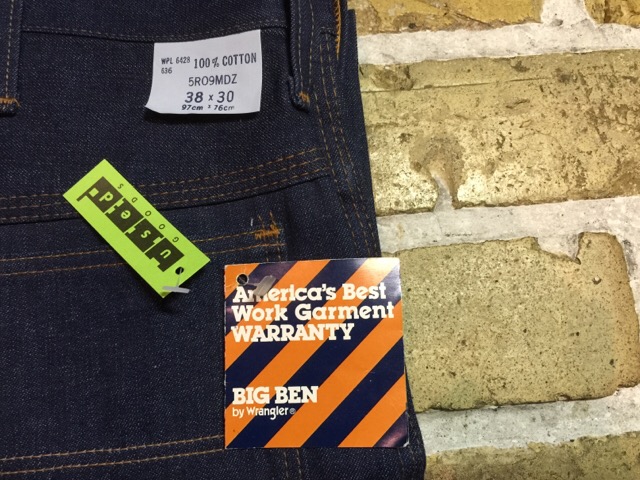 WPL 6428 100% COTTON
636
5RO9MDZ
38 x 30
97cm x 76cm
Used
GOODS
America's Best
Work Garment
WARRANTY
BIG BEN
by Wrangler®